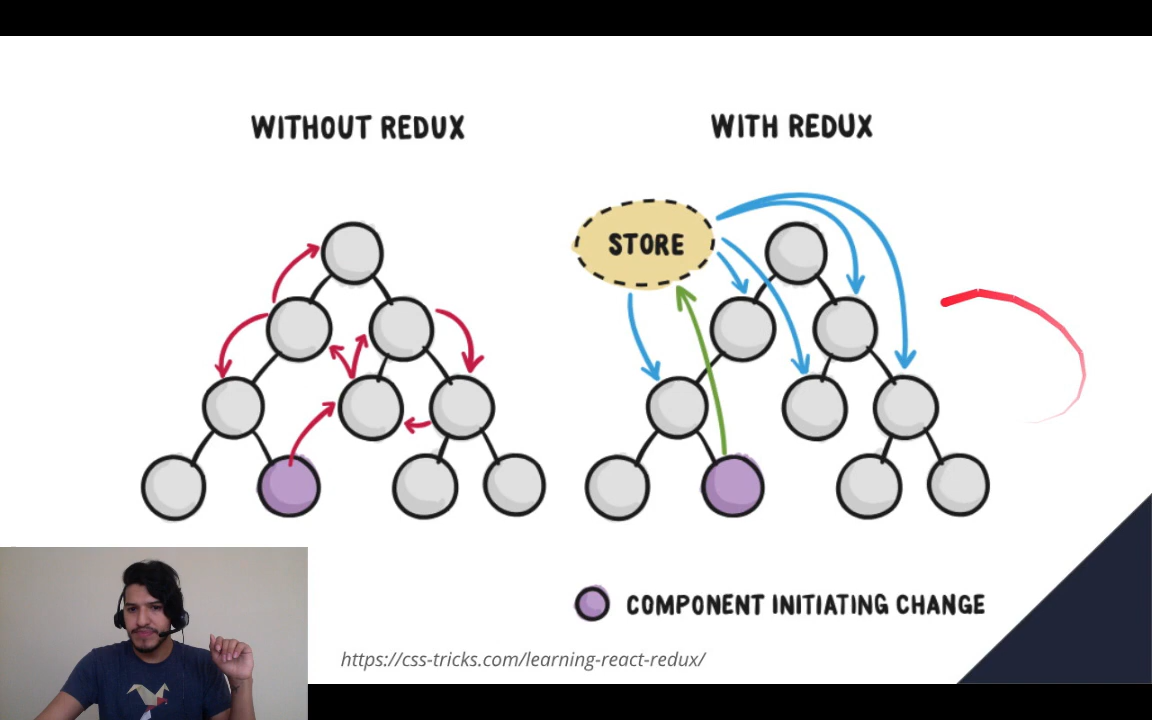 WITHOUT REDUX
WITH REDUX
STORE
COMPONENT INITIATING CHANGE
https://css-tricks.com/learning-react-redux/